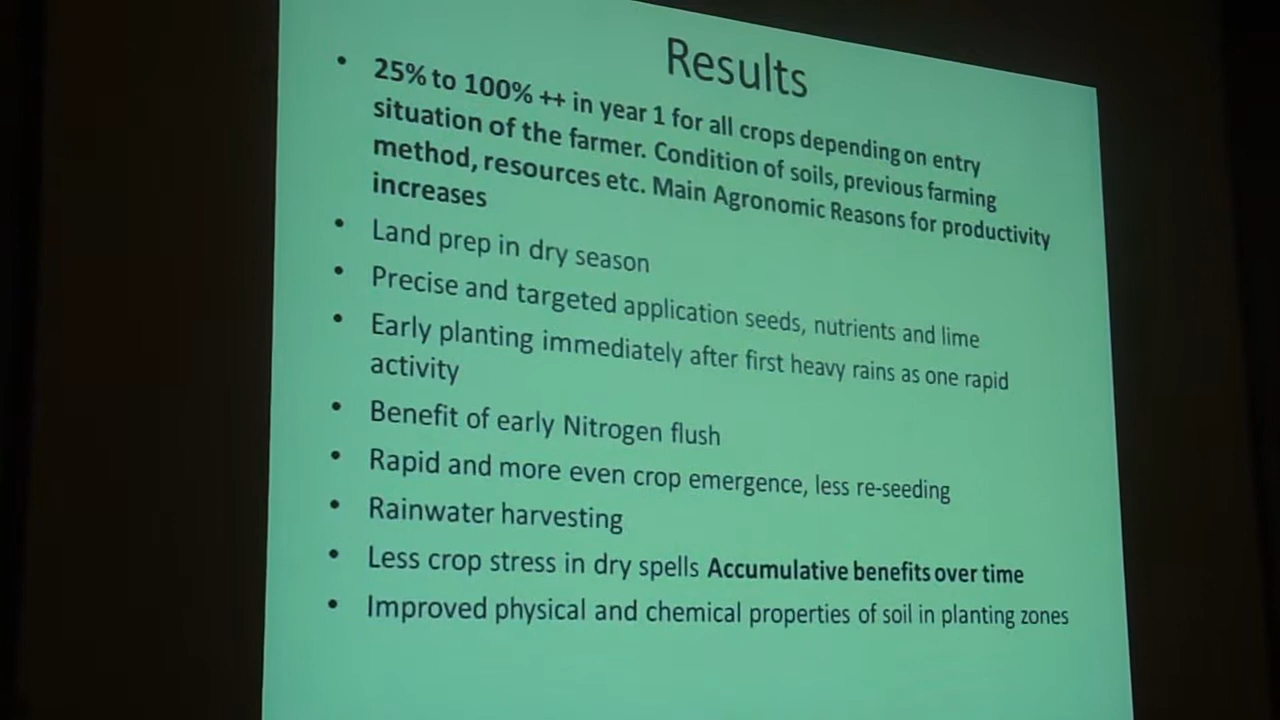 Results
• 25% to 100% ++ in year 1 for all crops depending on entry
situation of the farmer. Condition of soils, previous farming
method, resources etc. Main Agronomic Reasons for productivity
increases
• Land prep in dry season
• Precise and targeted application seeds, nutrients and lime
• Early planting immediately after first heavy rains as one rapid
activity
• Benefit of early Nitrogen flush
• Rapid and more even crop emergence, less re-seeding
• Rainwater harvesting
• Less crop stress in dry spells Accumulative benefits over time
• Improved physical and chemical properties of soil in planting zones